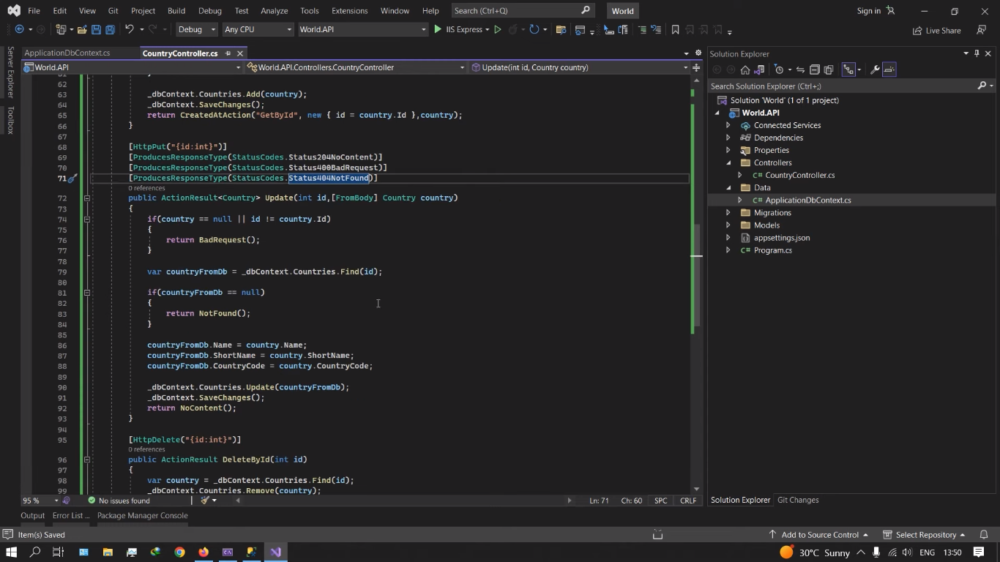 File Edit View Git Project Build Debug Test Analyze Tools Extensions Window Help Search (Ctrl+Q) World Sign in
Debug Any CPU World.API IIS Express Live Share
Server Explorer
Toolbox
ApplicationDbContext.cs CountryController.cs
World.API World.API.Controllers.CountryController Update(int id, Country country)
62
63 _dbContext.Countries.Add(country);
64 _dbContext.SaveChanges();
65 return CreatedAtAction("GetById", new { id = country.Id },country);
66 }
67
68 [HttpPut("{id:int}")]
69 [ProducesResponseType(StatusCodes.Status204NoContent)]
70 [ProducesResponseType(StatusCodes.Status400BadRequest)]
71 [ProducesResponseType(StatusCodes.Status404NotFound)]
0 references
72 public ActionResult<Country> Update(int id,[FromBody] Country country)
73 {
74 if(country == null || id != country.Id)
75 {
76 return BadRequest();
77 }
78
79 var countryFromDb = _dbContext.Countries.Find(id);
80
81 if(countryFromDb == null)
82 {
83 return NotFound();
84 }
85
86 countryFromDb.Name = country.Name;
87 countryFromDb.ShortName = country.ShortName;
88 countryFromDb.CountryCode = country.CountryCode;
89
90 _dbContext.Countries.Update(countryFromDb);
91 _dbContext.SaveChanges();
92 return NoContent();
93 }
94
95 [HttpDelete("{id:int}")]
0 references
96 public ActionResult DeleteById(int id)
97 {
98 var country = _dbContext.Countries.Find(id);
99 _dbContext.Countries.Remove(country);
95 % No issues found Ln: 71 Ch: 60 SPC CRLF
Output Error List ... Package Manager Console
Solution Explorer
Search Solution Explorer (Ctrl+;)
Solution 'World' (1 of 1 project)
World.API
Connected Services
Dependencies
Properties
Controllers
CountryController.cs
Data
ApplicationDbContext.cs
Migrations
Models
appsettings.json
Program.cs
Solution Explorer Git Changes
Item(s) Saved Add to Source Control Select Repository
30°C Sunny ENG 13:50